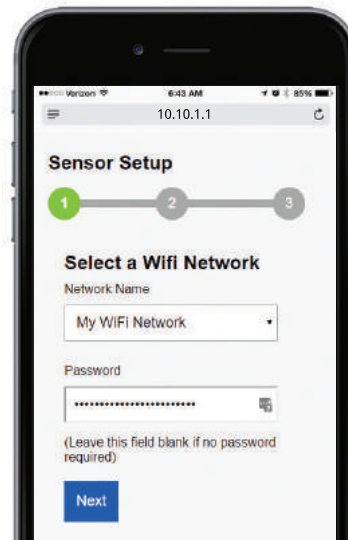 Verizon 6:43 AM 85%
10.10.1.1
Sensor Setup
1 2 3
Select a Wifi Network
Network Name
My WiFi Network
Password
••••••••••••••••••••••••
(Leave this field blank if no password
required)
Next